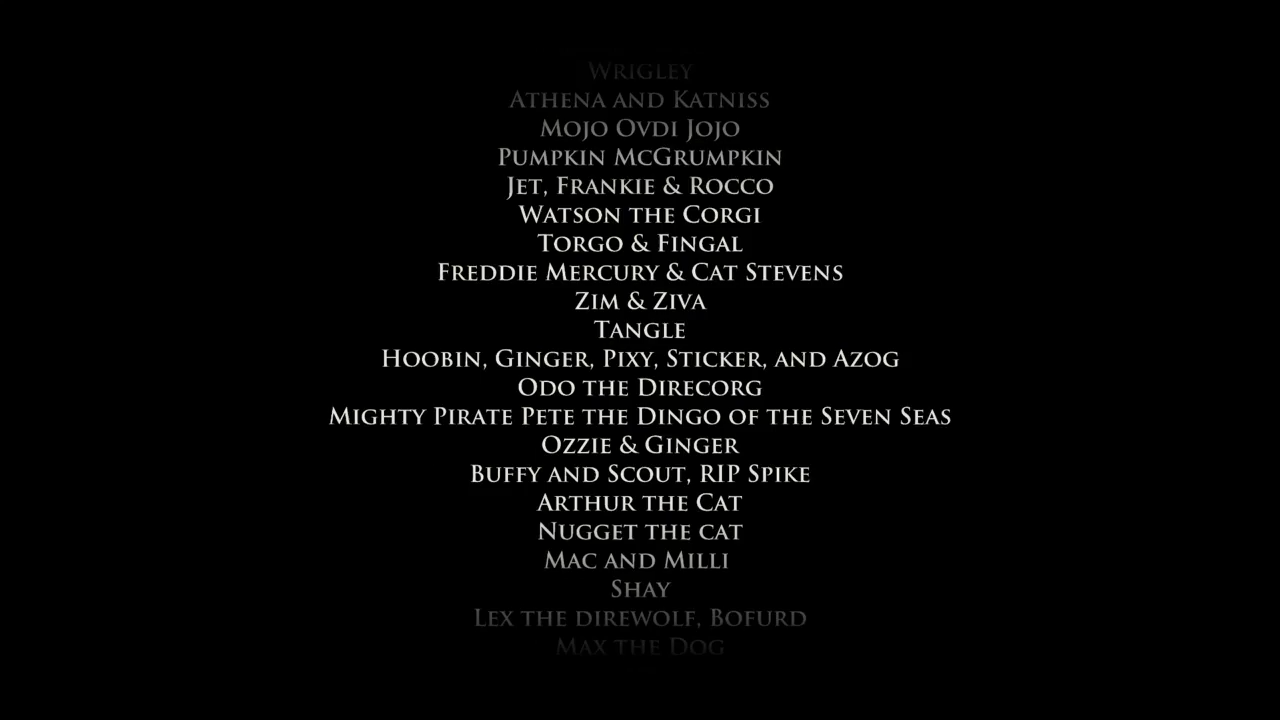 Wrigley
Athena and Katniss
Mojo Ovdi Jojo
Pumpkin McGrumpkin
Jet, Frankie & Rocco
Watson the Corgi
Torgo & Fingal
Freddie Mercury & Cat Stevens
Zim & Ziva
Tangle
Hoobin, Ginger, Pixy, Sticker, and Azog
Odo the Direcorg
Mighty Pirate Pete the Dingo of the Seven Seas
Ozzie & Ginger
Buffy and Scout, RIP Spike
Arthur the Cat
Nugget the cat
Mac and Milli
Shay
Lex the direwolf, Bofurd
Max the Dog